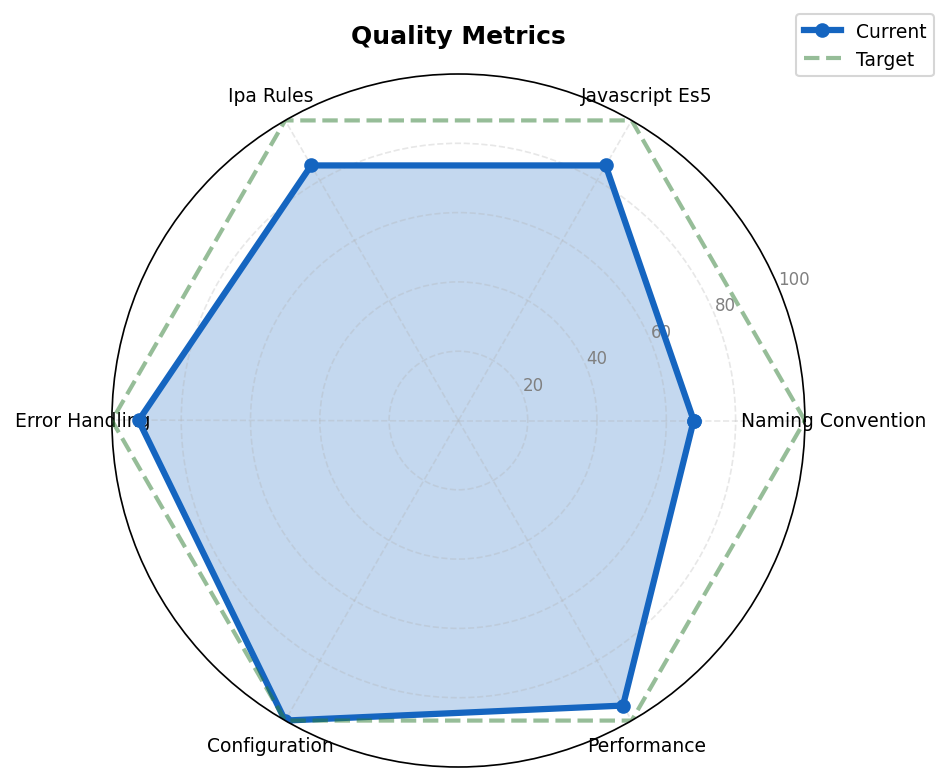 Quality Metrics
Current
Target
Ipa Rules
Javascript Es5
100
80
60
40
20
Error Handling
Naming Convention
Configuration
Performance